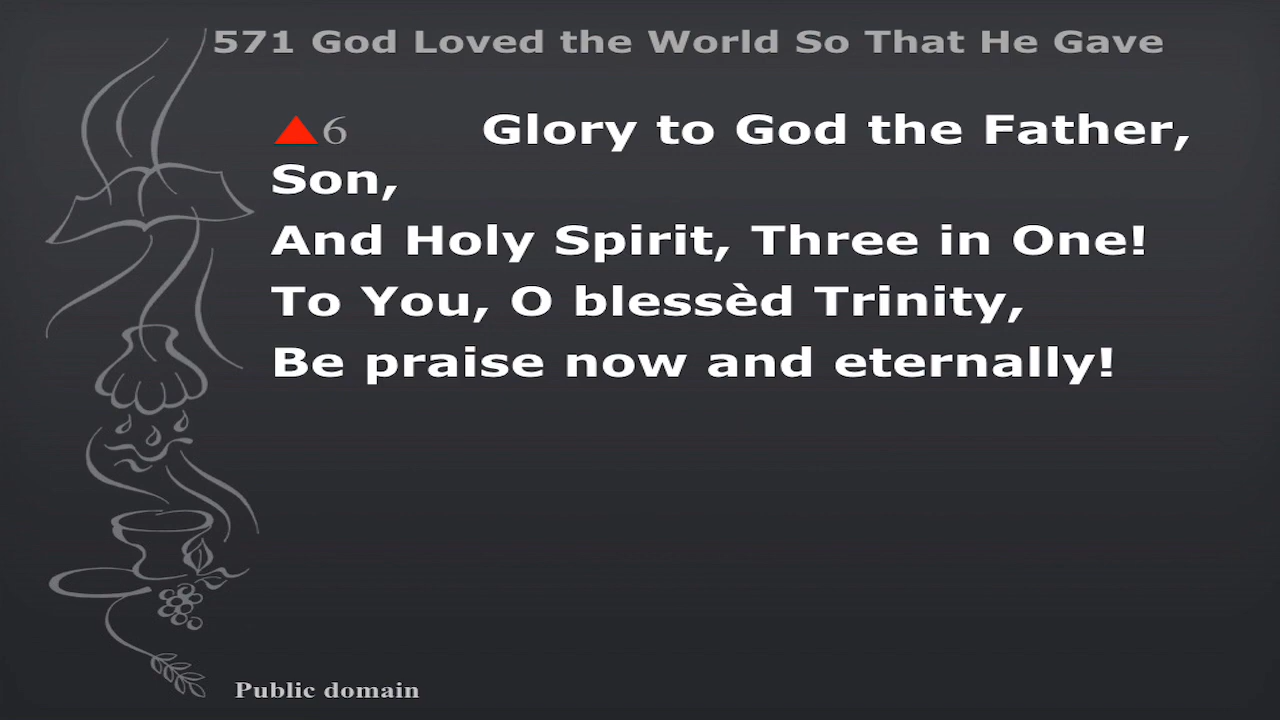 571 God Loved the World So That He Gave
▲6 Glory to God the Father,
Son,
And Holy Spirit, Three in One!
To You, O blessèd Trinity,
Be praise now and eternally!
Public domain